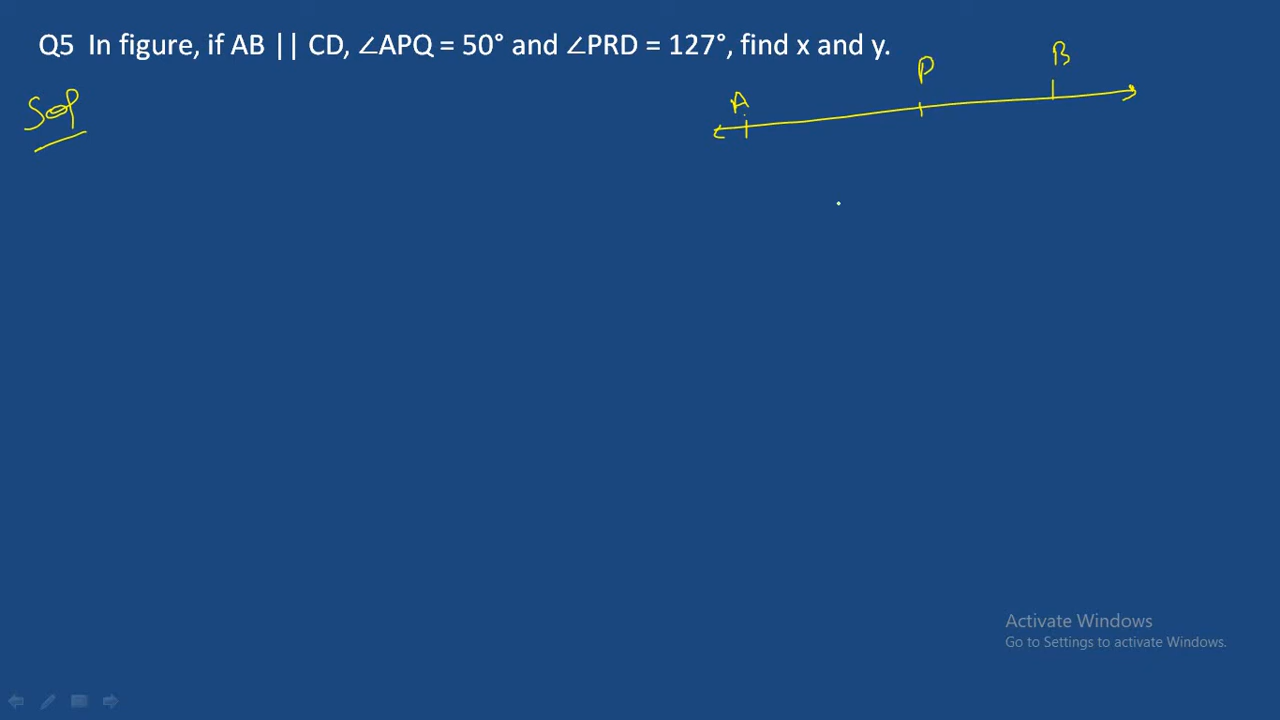 Q5 In figure, if AB || CD, ∠APQ = 50° and ∠PRD = 127°, find x and y.
Sol
A P B
Activate Windows
Go to Settings to activate Windows.